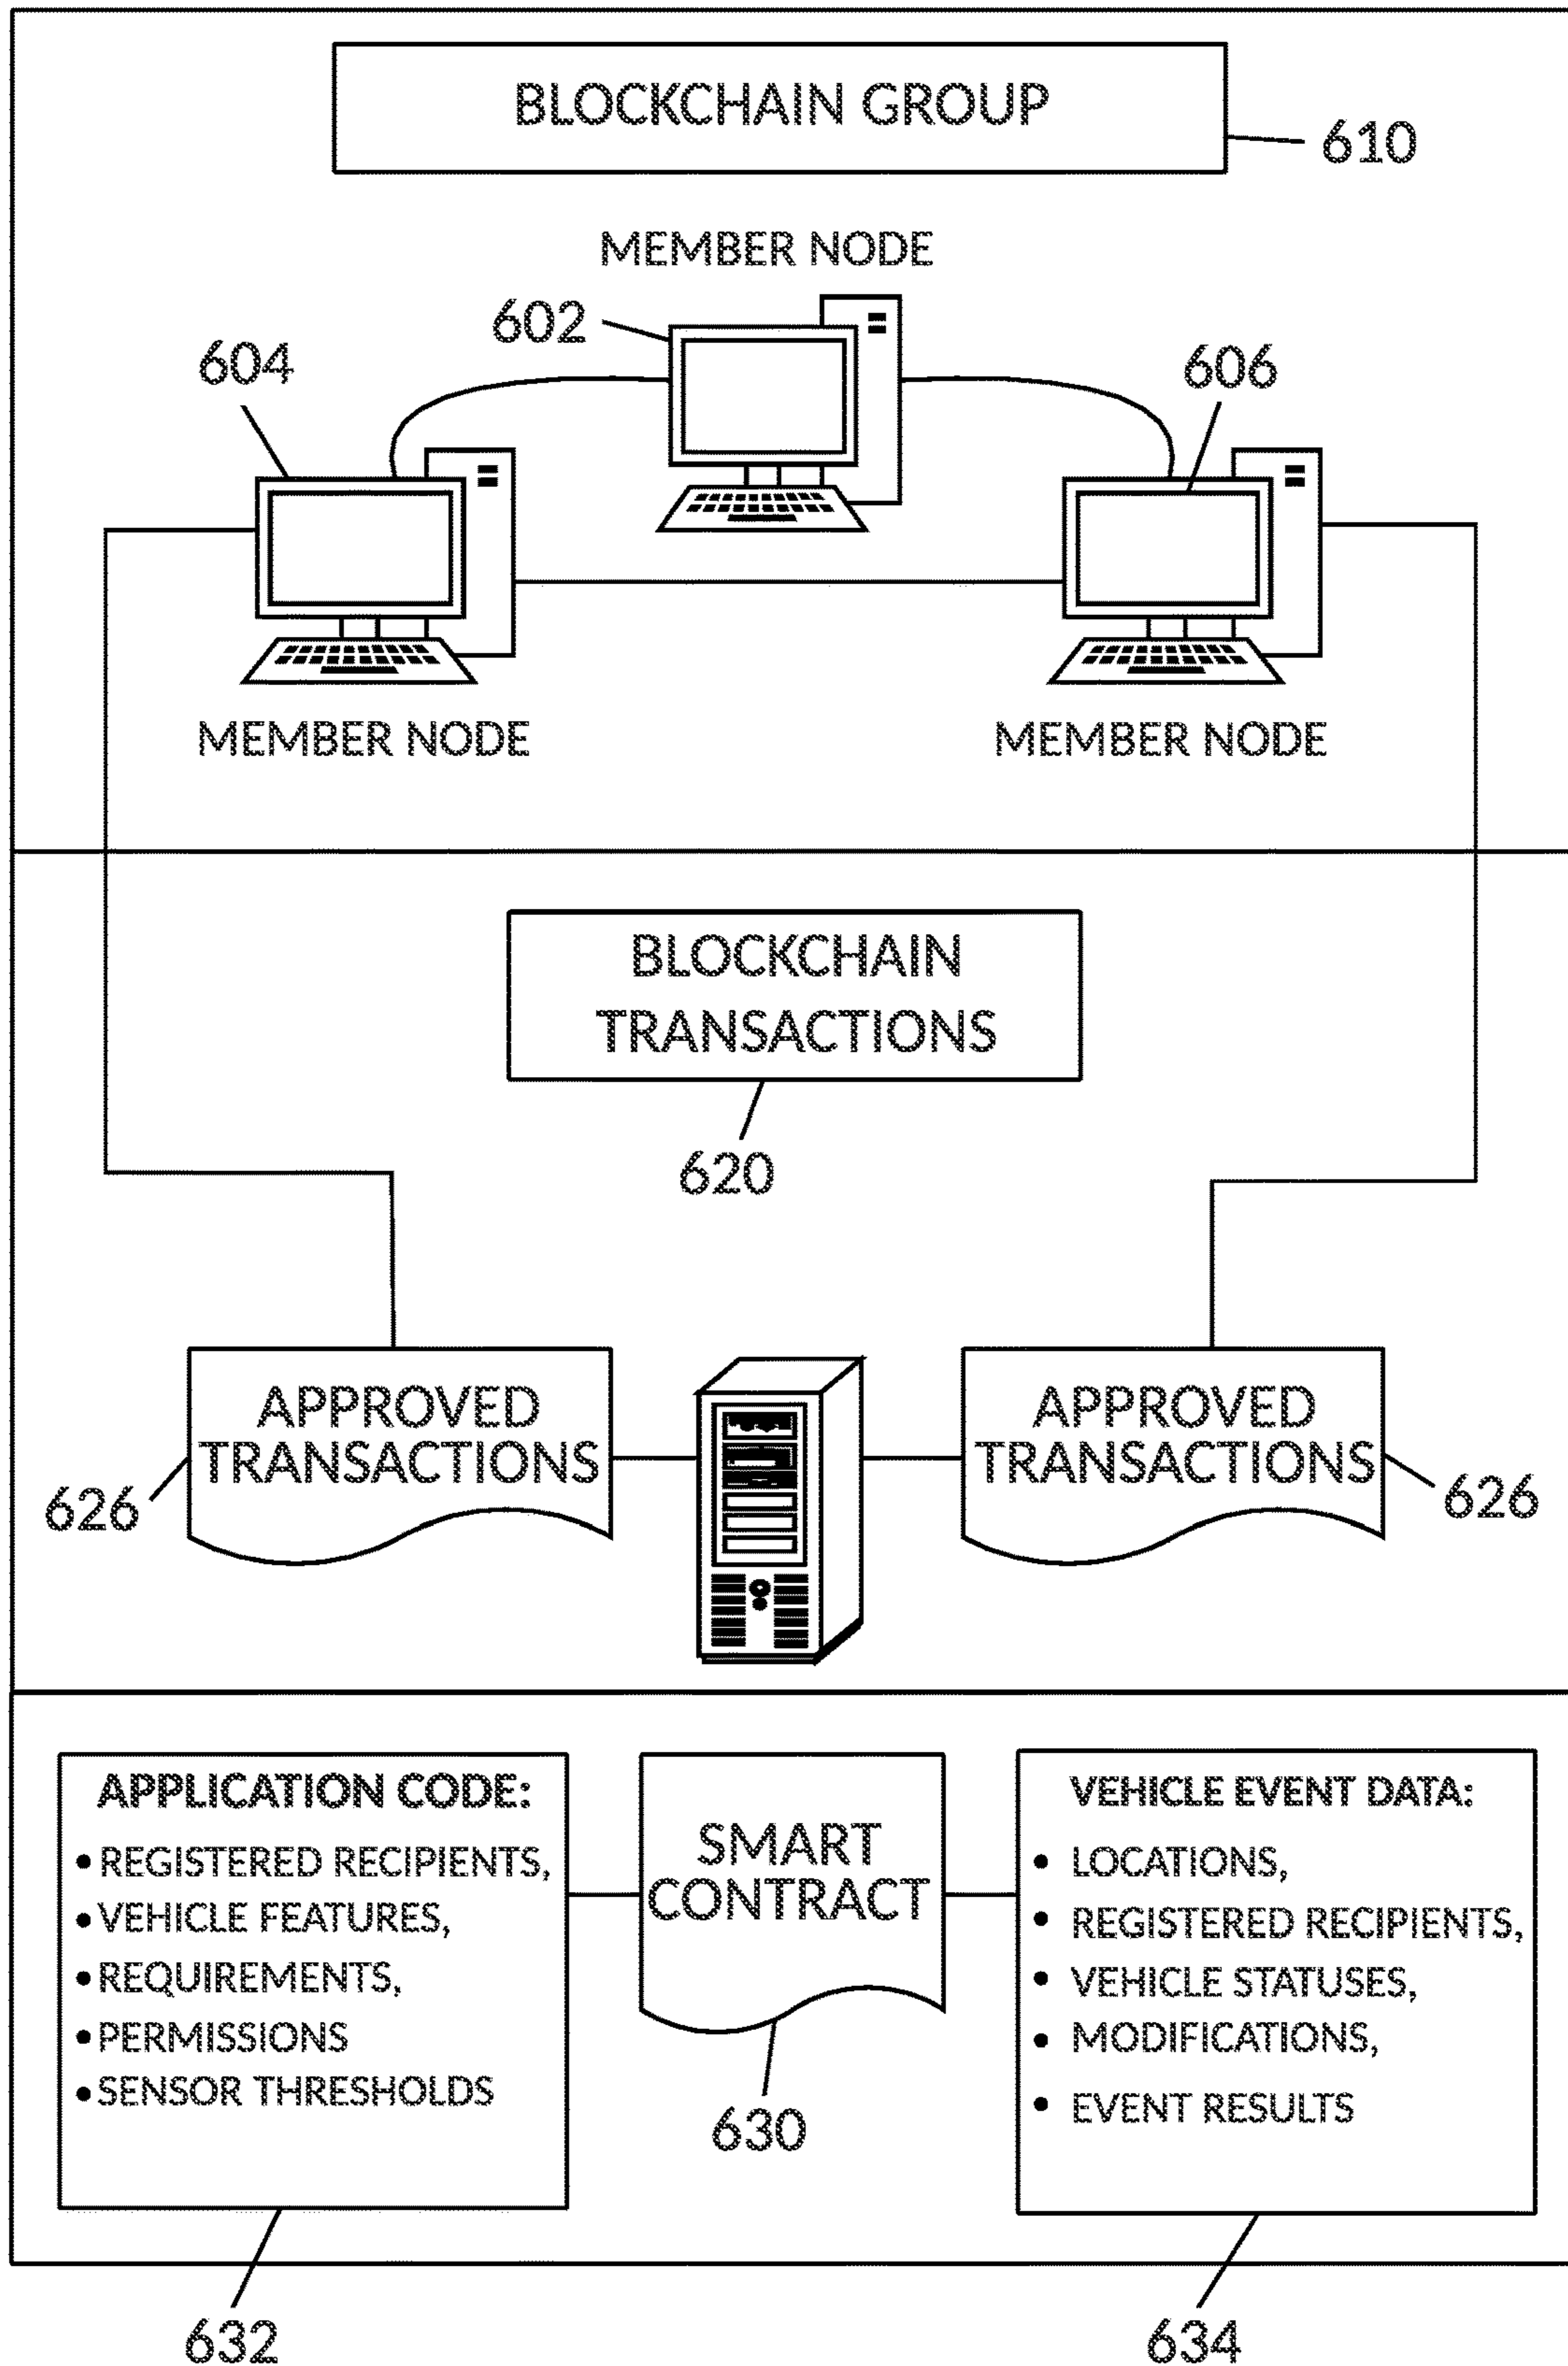 BLOCKCHAIN GROUP
610
MEMBER NODE
602
604
606
MEMBER NODE
MEMBER NODE
BLOCKCHAIN
TRANSACTIONS
620
APPROVED
TRANSACTIONS
626
APPROVED
TRANSACTIONS
626
APPLICATION CODE:
• REGISTERED RECIPIENTS,
• VEHICLE FEATURES,
• REQUIREMENTS,
• PERMISSIONS
• SENSOR THRESHOLDS
632
SMART
CONTRACT
630
VEHICLE EVENT DATA:
• LOCATIONS,
• REGISTERED RECIPIENTS,
• VEHICLE STATUSES,
• MODIFICATIONS,
• EVENT RESULTS
634